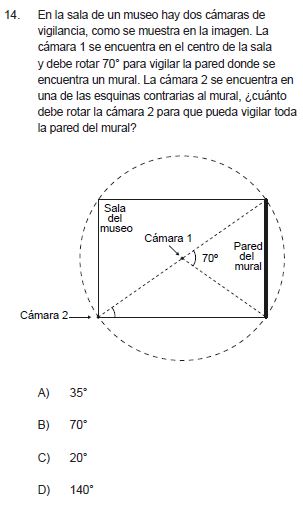 14. En la sala de un museo hay dos cámaras de
vigilancia, como se muestra en la imagen. La
cámara 1 se encuentra en el centro de la sala
y debe rotar 70° para vigilar la pared donde se
encuentra un mural. La cámara 2 se encuentra en
una de las esquinas contrarias al mural, ¿cuánto
debe rotar la cámara 2 para que pueda vigilar toda
la pared del mural?
Sala
del
museo
Cámara 1
70°
Pared
del
mural
Cámara 2
A) 35°
B) 70°
C) 20°
D) 140°